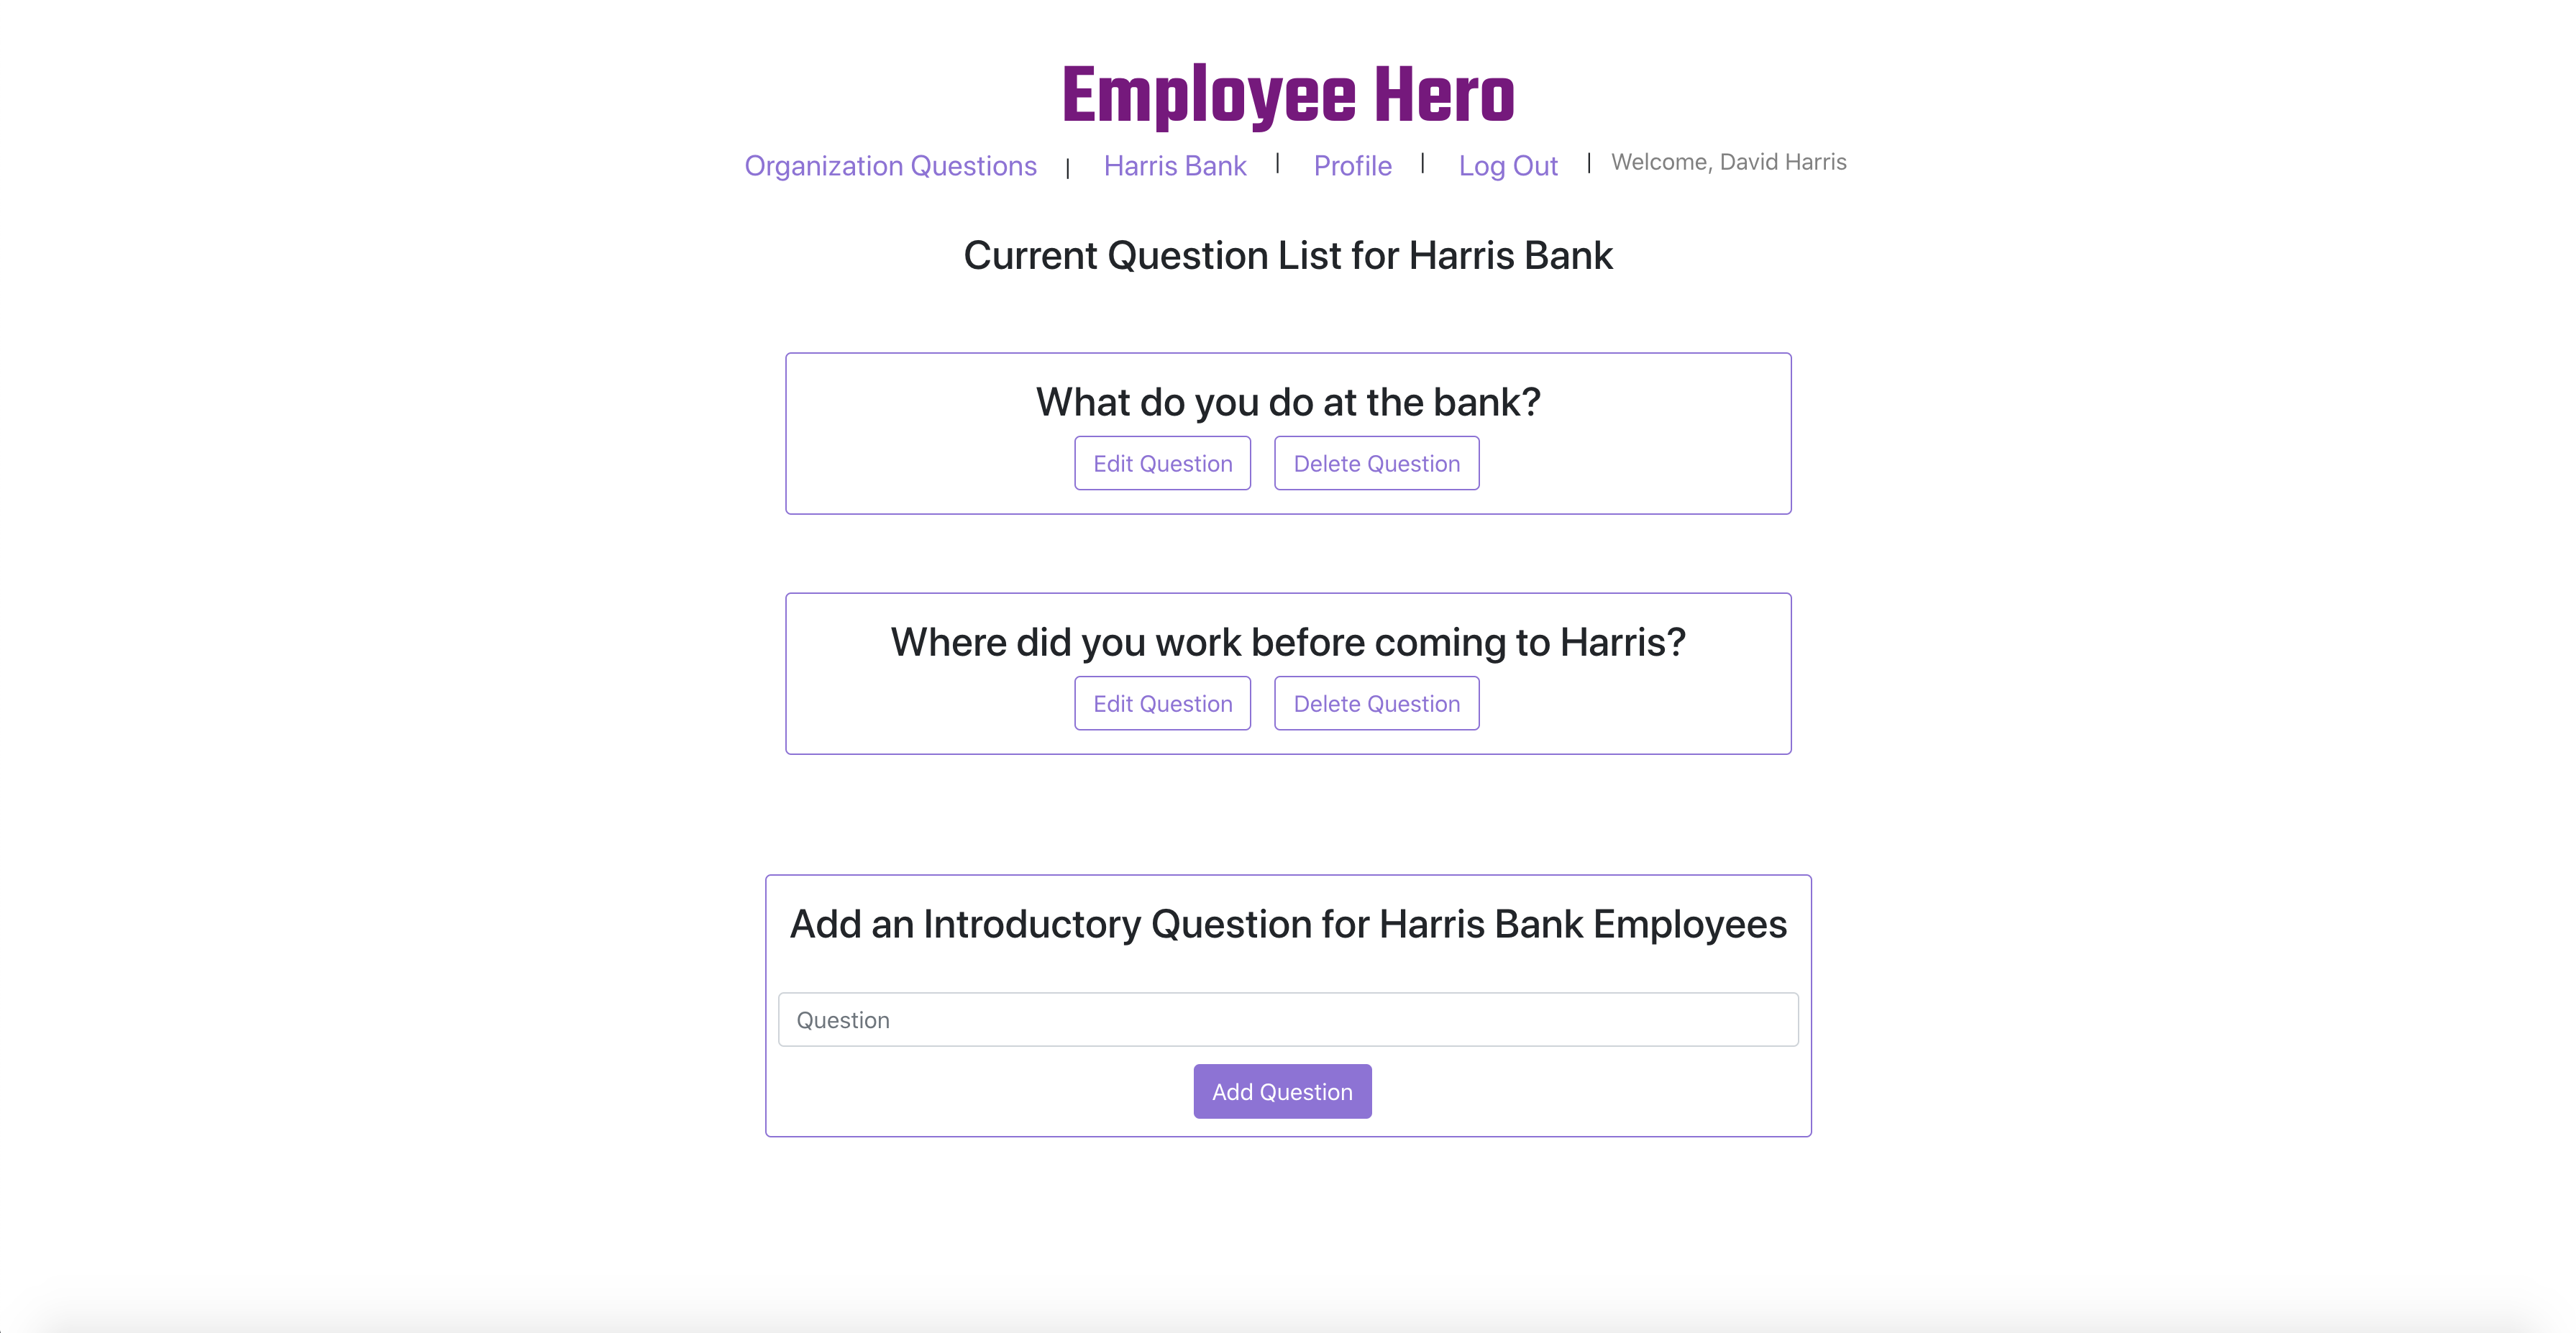 Employee Hero
Organization Questions | Harris Bank | Profile | Log Out | Welcome, David Harris
Current Question List for Harris Bank
What do you do at the bank?
Edit Question Delete Question
Where did you work before coming to Harris?
Edit Question Delete Question
Add an Introductory Question for Harris Bank Employees
Question
Add Question